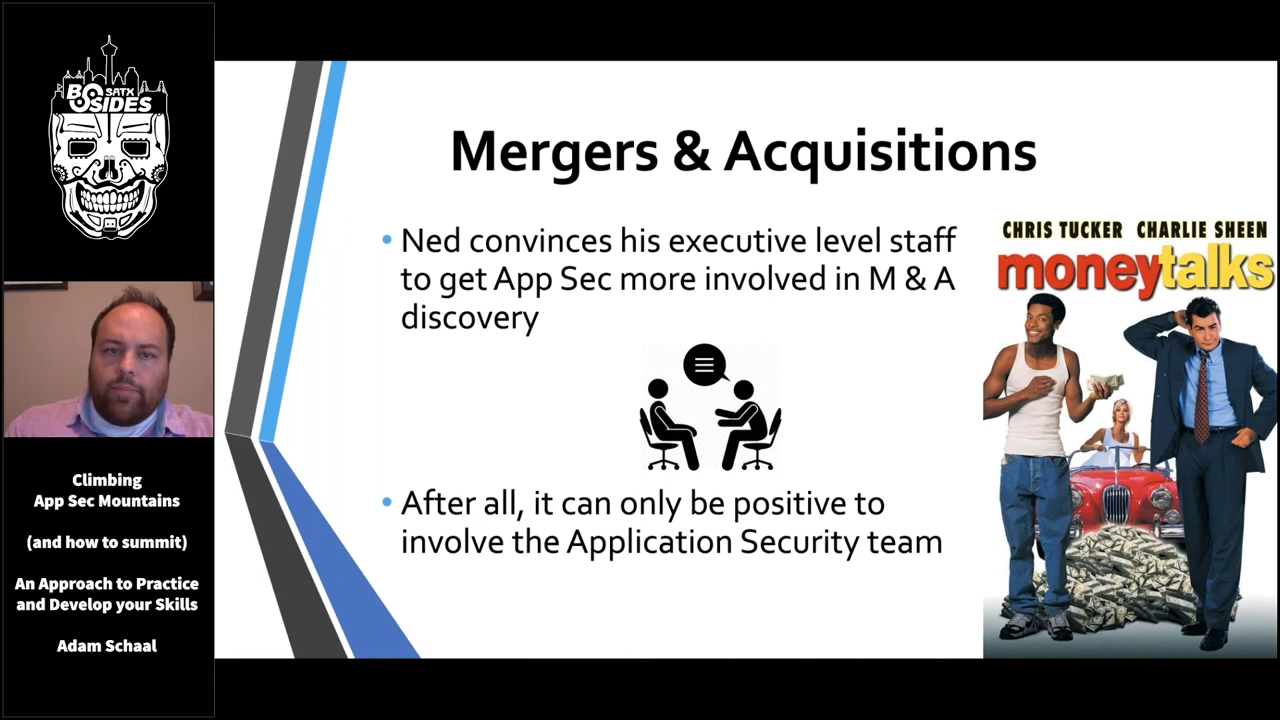 BSIDES
SATX
Climbing
App Sec Mountains
(and how to summit)
An Approach to Practice
and Develop your Skills
Adam Schaal
Mergers & Acquisitions
• Ned convinces his executive level staff
to get App Sec more involved in M & A
discovery
• After all, it can only be positive to
involve the Application Security team
CHRIS TUCKER CHARLIE SHEEN
moneytalks